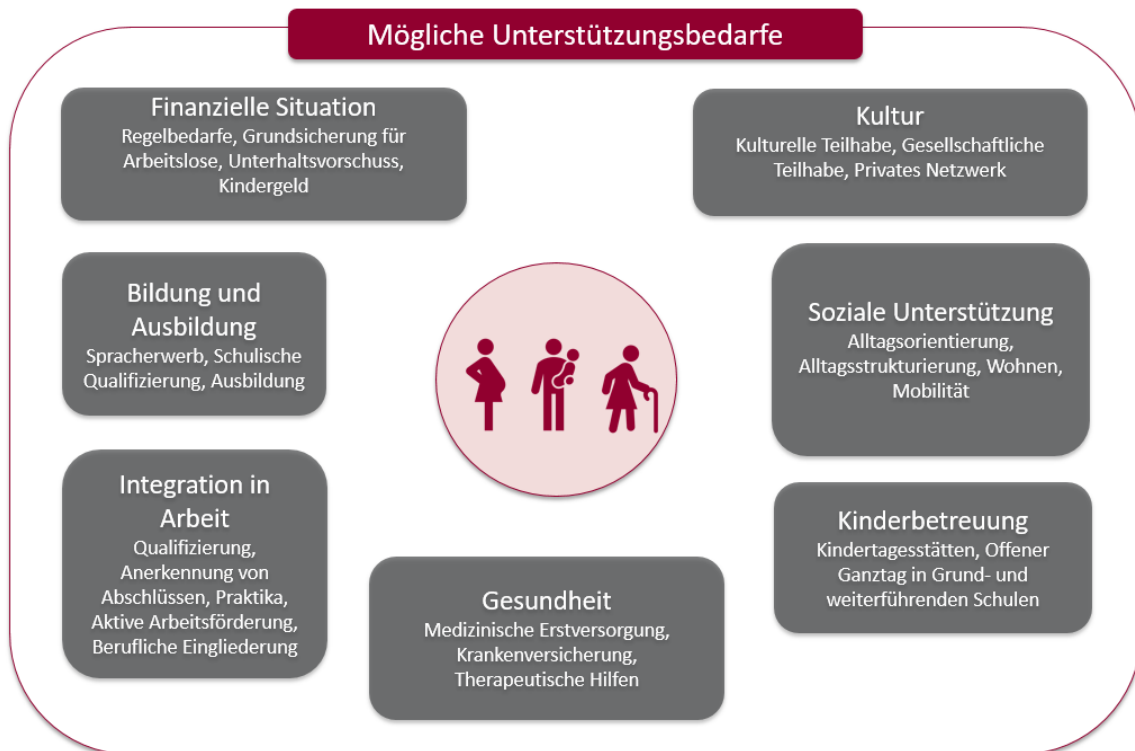 Mögliche Unterstützungsbedarfe
Finanzielle Situation
Regelbedarfe, Grundsicherung für
Arbeitslose, Unterhaltsvorschuss,
Kindergeld
Kultur
Kulturelle Teilhabe, Gesellschaftliche
Teilhabe, Privates Netzwerk
Bildung und
Ausbildung
Spracherwerb, Schulische
Qualifizierung, Ausbildung
Soziale Unterstützung
Alltagsorientierung,
Alltagsstrukturierung, Wohnen,
Mobilität
Integration in
Arbeit
Qualifizierung,
Anerkennung von
Abschlüssen, Praktika,
Aktive Arbeitsförderung,
Berufliche Eingliederung
Kinderbetreuung
Kindertagesstätten, Offener
Ganztag in Grund- und
weiterführenden Schulen
Gesundheit
Medizinische Erstversorgung,
Krankenversicherung,
Therapeutische Hilfen